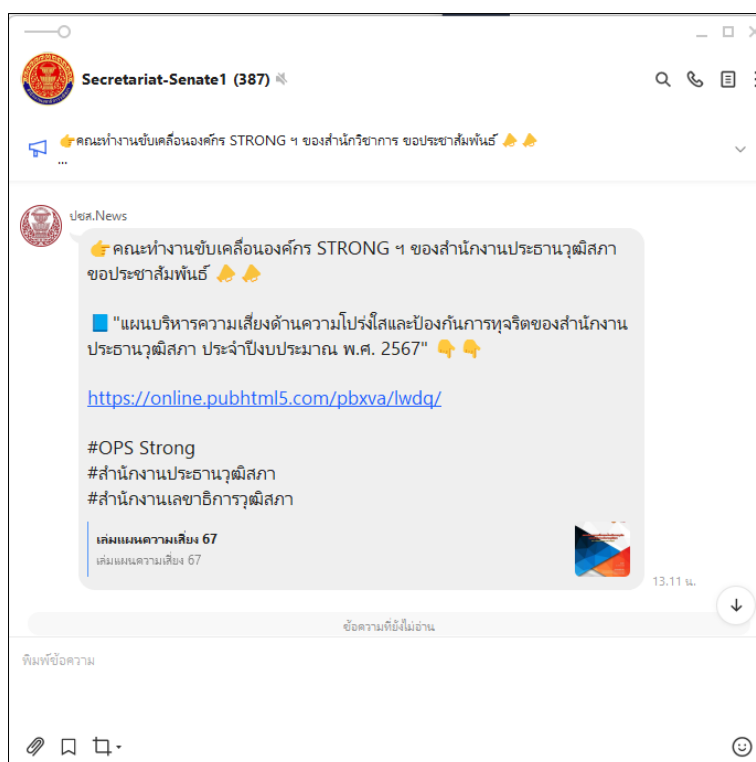 Secretariat-Senate1 (387)
👉คณะทำงานขับเคลื่อนองค์กร STRONG ฯ ของสำนักวิชาการ ขอประชาสัมพันธ์ 📣 📣
...
ปชส.News
👉 คณะทำงานขับเคลื่อนองค์กร STRONG ฯ ของสำนักงานประธานวุฒิสภา
ขอประชาสัมพันธ์ 📣 📣
📘 "แผนบริหารความเสี่ยงด้านความโปร่งใสและป้องกันการทุจริตของสำนักงาน
ประธานวุฒิสภา ประจำปีงบประมาณ พ.ศ. 2567" 👇 👇
https://online.pubhtml5.com/pbxva/lwdq/
#OPS Strong
#สำนักงานประธานวุฒิสภา
#สำนักงานเลขาธิการวุฒิสภา
เล่มแผนความเสี่ยง 67
เล่มแผนความเสี่ยง 67
13.11 น.
ข้อความที่ยังไม่อ่าน
พิมพ์ข้อความ